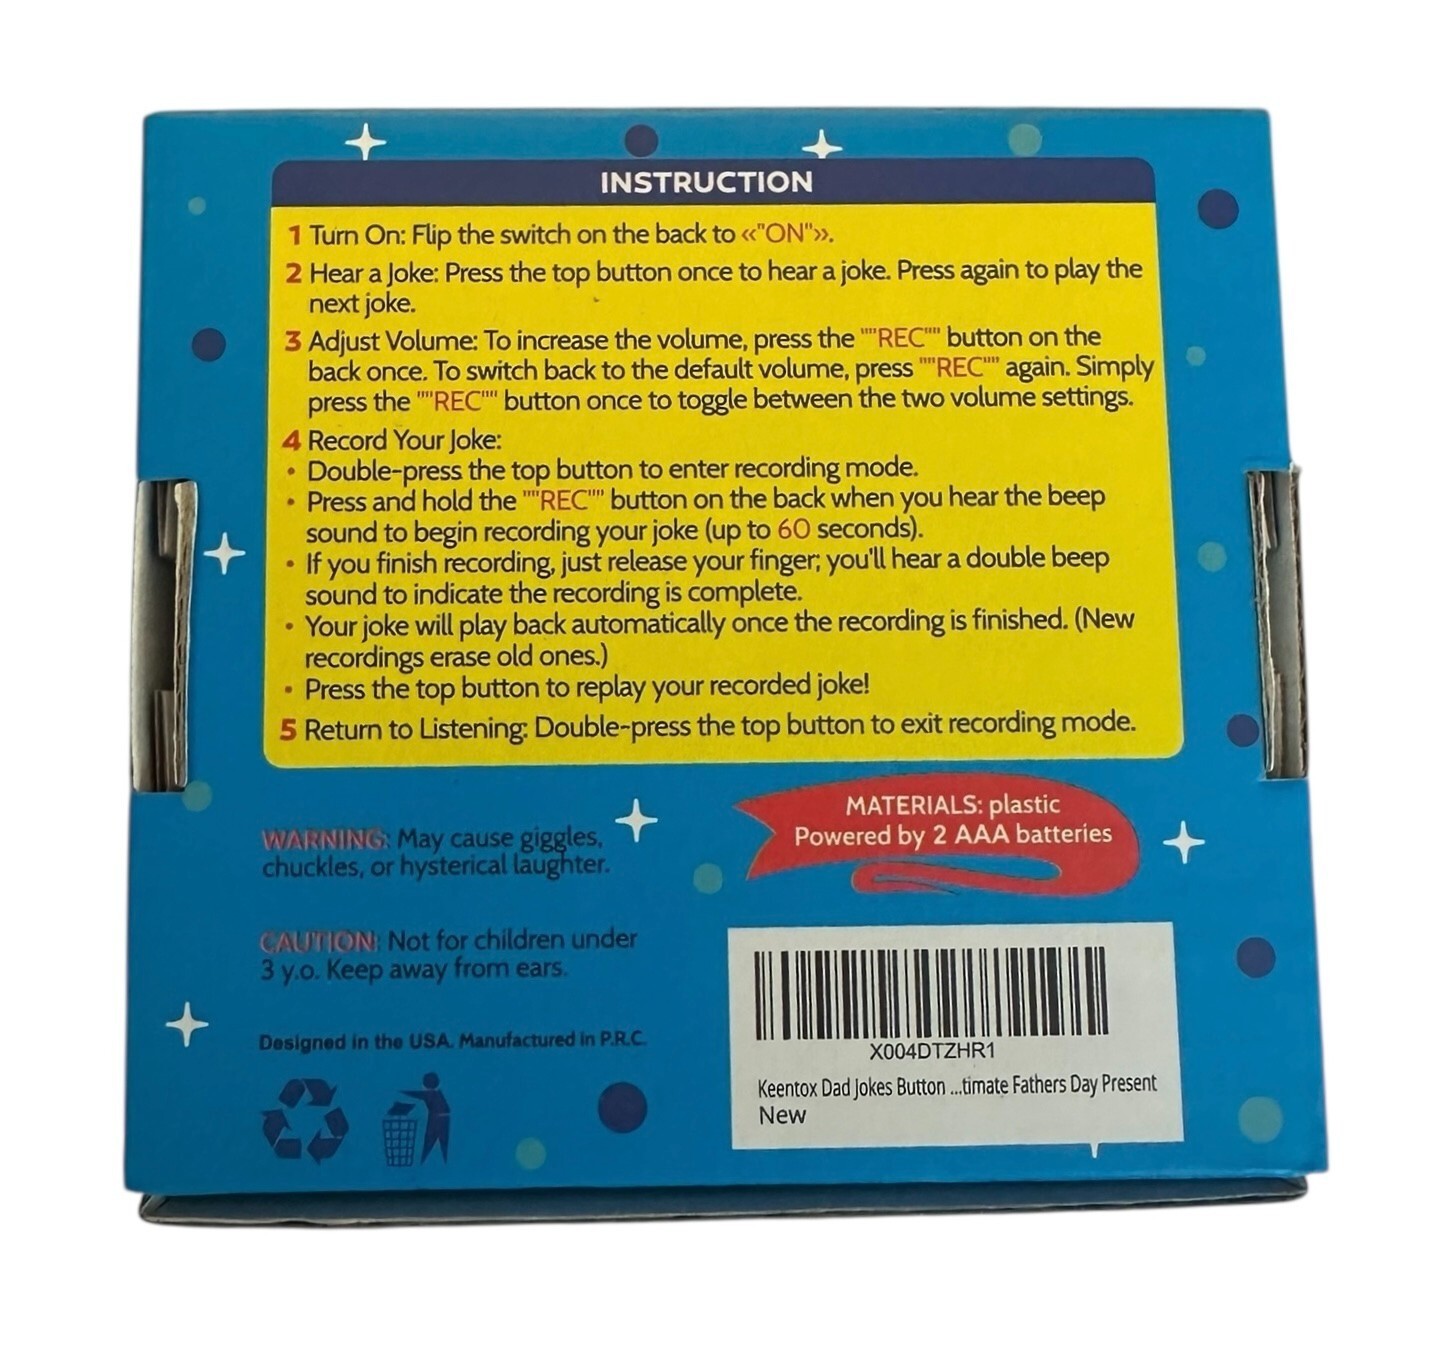 INSTRUCTION
1 Turn On: Flip the switch on the back to «"ON"».
2 Hear a Joke: Press the top button once to hear a joke. Press again to play the
next joke.
3 Adjust Volume: To increase the volume, press the ""REC"" button on the
back once. To switch back to the default volume, press ""REC"" again. Simply
press the ""REC"" button once to toggle between the two volume settings.
4 Record Your Joke:
• Double-press the top button to enter recording mode.
• Press and hold the ""REC"" button on the back when you hear the beep
sound to begin recording your joke (up to 60 seconds).
• If you finish recording, just release your finger; you'll hear a double beep
sound to indicate the recording is complete.
• Your joke will play back automatically once the recording is finished. (New
recordings erase old ones.)
• Press the top button to replay your recorded joke!
5 Return to Listening: Double-press the top button to exit recording mode.
MATERIALS: plastic
Powered by 2 AAA batteries
WARNING: May cause giggles,
chuckles, or hysterical laughter.
CAUTION: Not for children under
3 y.o. Keep away from ears.
Designed in the USA. Manufactured in P.R.C.
X004DTZHR1
Keentox Dad Jokes Button ...timate Fathers Day Present
New